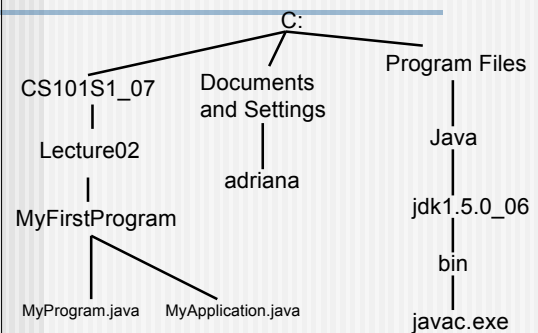 C:
CS101S1_07
Documents
and Settings
Program Files
Lecture02
adriana
Java
MyFirstProgram
jdk1.5.0_06
bin
MyProgram.java
MyApplication.java
javac.exe